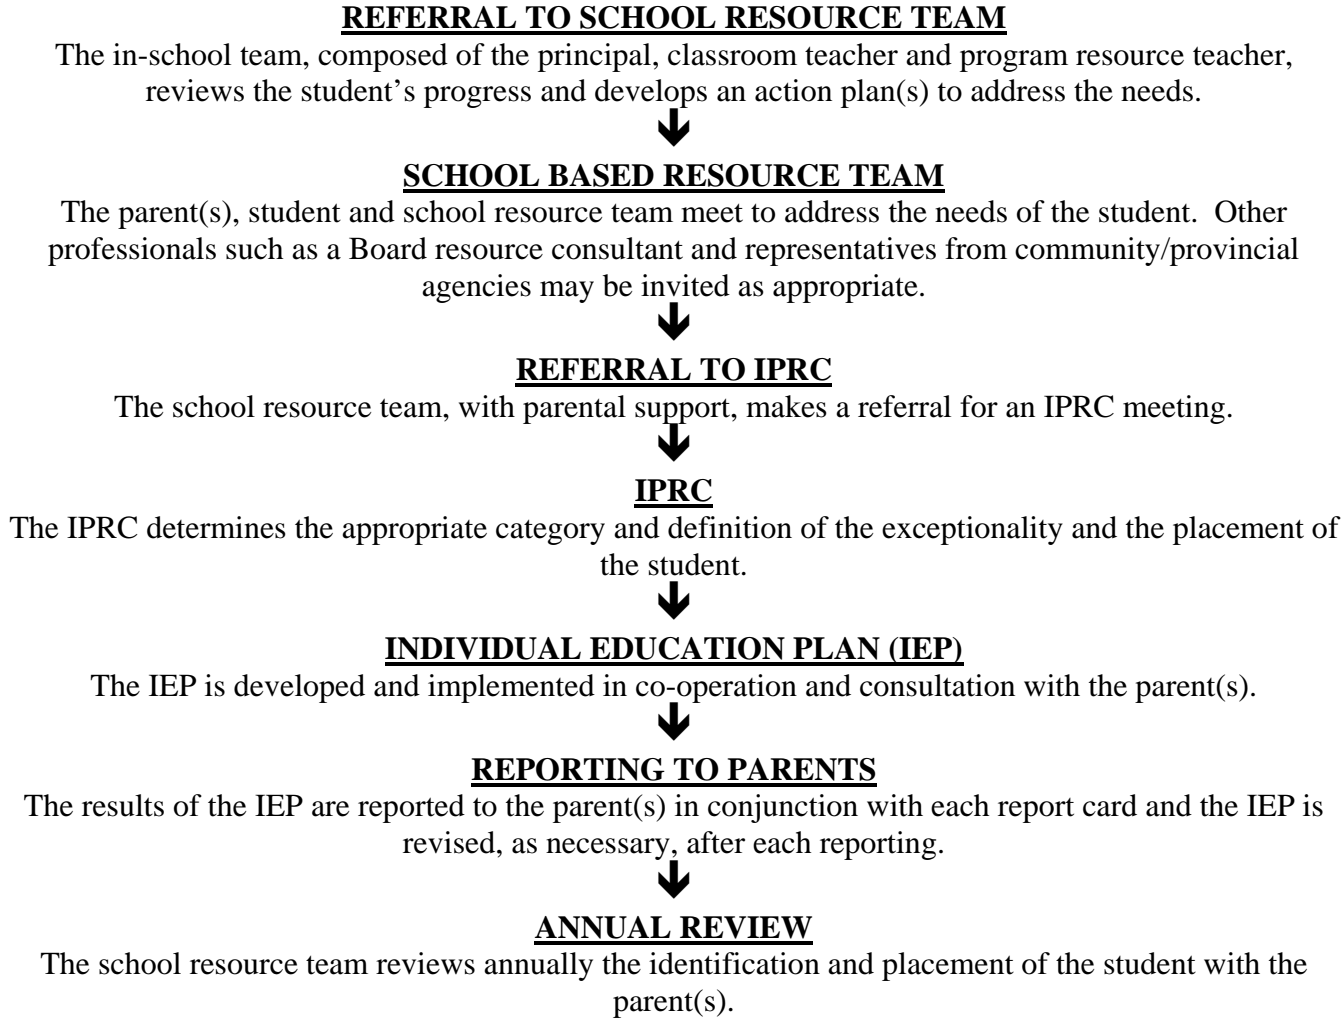 REFERRAL TO SCHOOL RESOURCE TEAM
The in-school team, composed of the principal, classroom teacher and program resource teacher,
reviews the student’s progress and develops an action plan(s) to address the needs.
SCHOOL BASED RESOURCE TEAM
The parent(s), student and school resource team meet to address the needs of the student.  Other
professionals such as a Board resource consultant and representatives from community/provincial
agencies may be invited as appropriate.
REFERRAL TO IPRC
The school resource team, with parental support, makes a referral for an IPRC meeting.
IPRC
The IPRC determines the appropriate category and definition of the exceptionality and the placement of
the student.
INDIVIDUAL EDUCATION PLAN (IEP)
The IEP is developed and implemented in co-operation and consultation with the parent(s).
REPORTING TO PARENTS
The results of the IEP are reported to the parent(s) in conjunction with each report card and the IEP is
revised, as necessary, after each reporting.
ANNUAL REVIEW
The school resource team reviews annually the identification and placement of the student with the
parent(s).